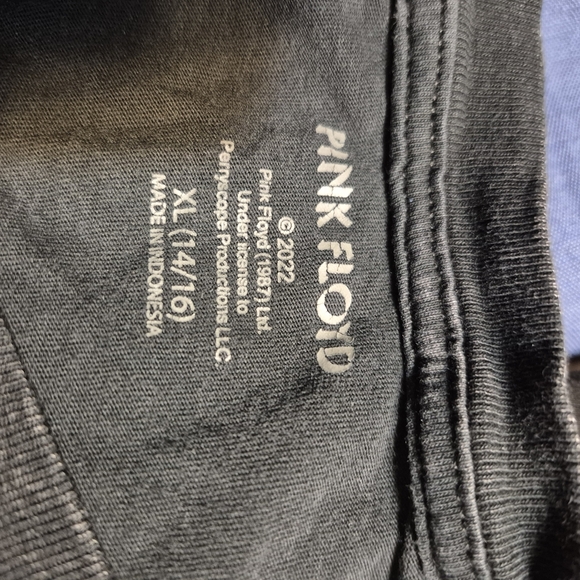 PINK FLOYD
© 2022
Pink Floyd (1987) Ltd.
Under license to
Perryscope Productions LLC.
XL (14/16)
MADE IN INDONESIA